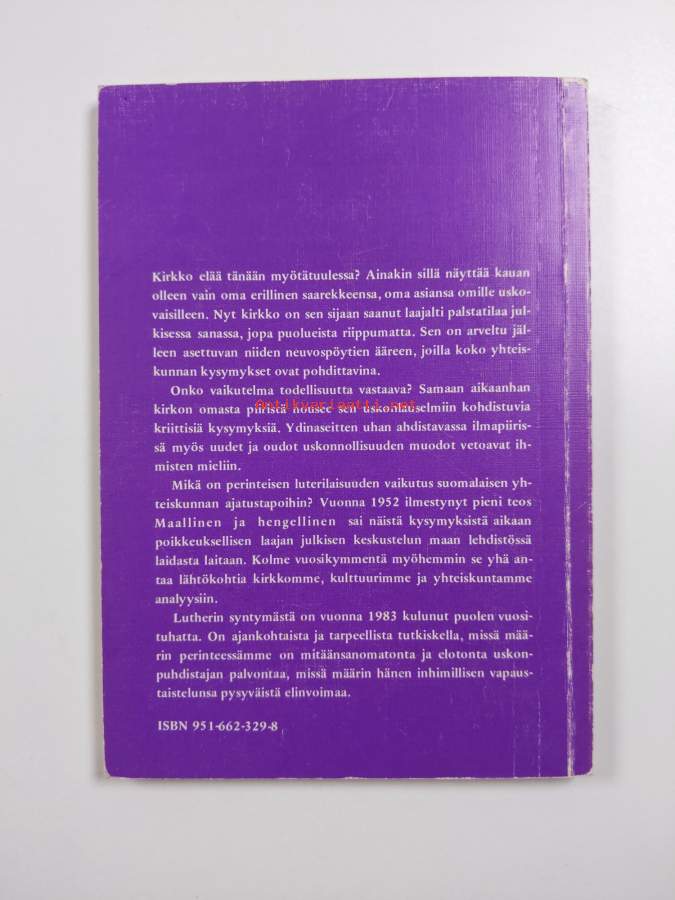 Kirkko elää tänään myötätuulessa? Ainakin sillä näyttää kauan
olleen vain oma erillinen saarekkeensa, oma asiansa omille usko-
vaisilleen. Nyt kirkko on sen sijaan saanut laajalti palstatilaa jul-
kisessa sanassa, jopa puolueista riippumatta. Sen on arveltu jäl-
leen asettuvan niiden neuvospöytien ääreen, joilla koko yhteis-
kunnan kysymykset ovat pohdittavina.
Onko vaikutelma todellisuutta vastaava? Samaan aikaanhan
Antikvariaatti.net
kirkon omasta piiristä nousee sen uskonkäuselmiin kohdistuvia
kriittisiä kysymyksiä. Ydinaseitten uhan ahdistavassa ilmapiiris-
sä myös uudet ja oudot uskonnollisuuden muodot vetoavat ih-
misten mieliin.
Mikä on perinteisen luterilaisuuden vaikutus suomalaisen yh-
teiskunnan ajatustapoihin? Vuonna 1952 ilmestynyt pieni teos
Maallinen ja hengellinen sai näistä kysymyksistä aikaan
poikkeuksellisen laajan julkisen keskustelun maan lehdistössä
laidasta laitaan. Kolme vuosikymmentä myöhemmin se yhä an-
taa lähtökohtia kirkkomme, kulttuurimme ja yhteiskuntamme
analyysiin.
Lutherin syntymästä on vuonna 1983 kulunut puolen vuosi-
tuhatta. On ajankohtaista ja tarpeellista tutkiskella, missä mää-
rin perinteessämme on mitäänsanomatonta ja elotonta uskon-
puhdistajan palvontaa, missä määrin hänen inhimillisen vapaus-
taistelunsa pysyväistä elinvoimaa.
ISBN 951-662-329-8